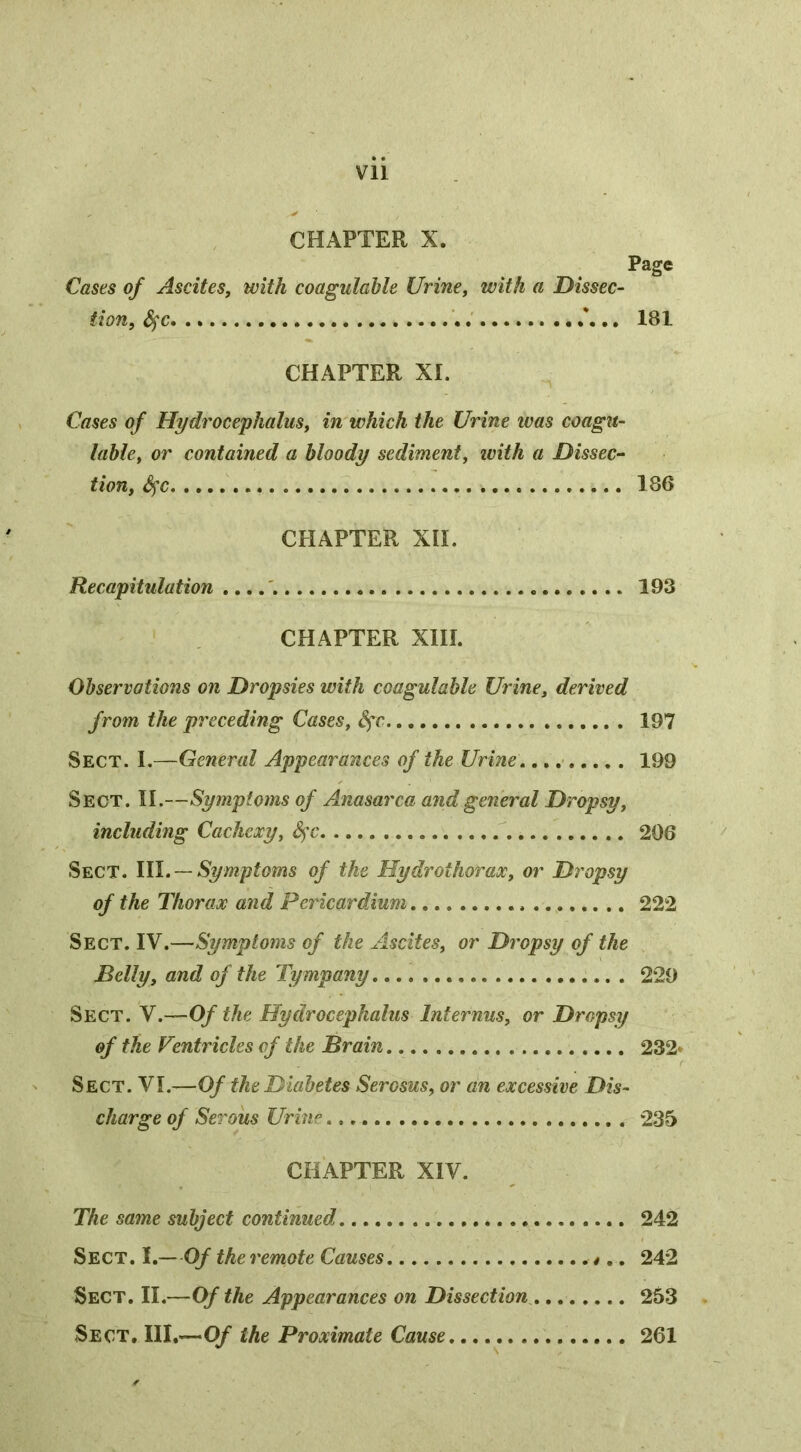 vii
CHAPTER X.
Page
Cases of Ascites, with coagulable Urine, with a Dissec-
tion, &c. .......................................... 181
CHAPTER XI.
Cases of Hydrocephalus, in which the Urine was coagu-
lable, or contained a bloody sediment, with a Dissec-
tion, &c. .......................................... 186
CHAPTER XII.
Recapitulation .................................... 193
CHAPTER XIII.
Observations on Dropsies with coagulable Urine, derived
from the preceding Cases, &c. ..................... 197
SECT. I.—General Appearances of the Urine.......... 199
SECT. II.--Symptoms of Anasarca and general Dropsy,
including Cachexy, &c. ............................ 206
SECT. III.—Symptoms of the Hydrothorax, or Dropsy
of the Thorax and Pericardium...................... 222
SECT. IV.—Symptoms of the Ascites, or Dropsy of the
Belly, and of the Tympany.......................... 229
SECT. V.—Of the Hydrocephalus Internus, or Dropsy
of the Ventricles of the Brain..................... 232
SECT. VI.—Of the Diabetes Serosus, or an excessive Dis-
charge of Serous Urine............................. 235
CHAPTER XIV.
The same subject continued......................... 242
SECT. I.—Of the remote Causes...................... 242
SECT. II.—Of the Appearances on Dissection......... 253
SECT. III.—Of the Proximate Cause.................. 261